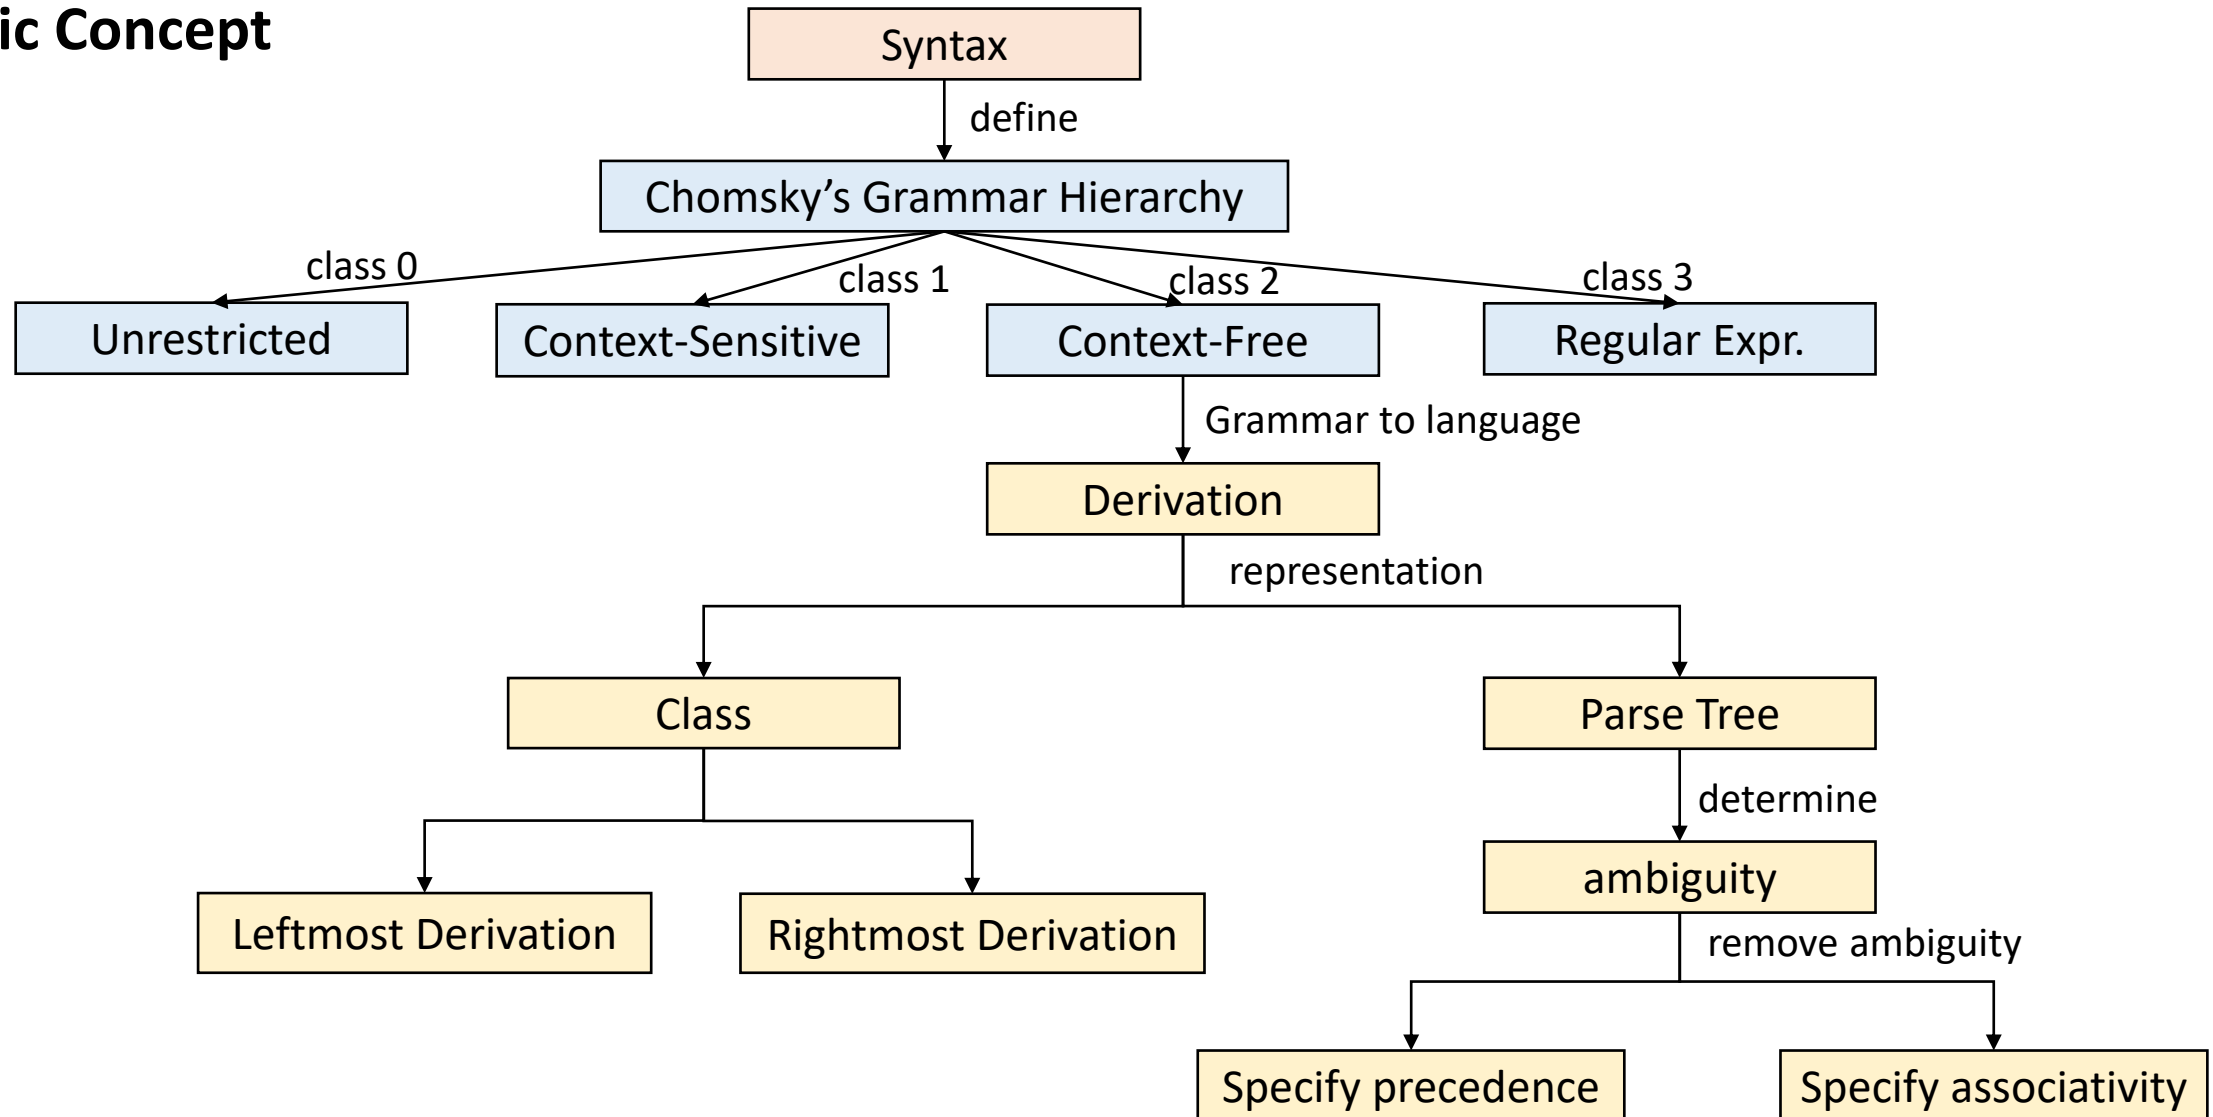 ic Concept
Syntax
define
Chomsky’s Grammar Hierarchy
class 0
class 1
class 2
class 3
Unrestricted
Context-Sensitive
Context-Free
Regular Expr.
Grammar to language
Derivation
representation
Class
Parse Tree
determine
ambiguity
Leftmost Derivation
Rightmost Derivation
remove ambiguity
Specify precedence
Specify associativity